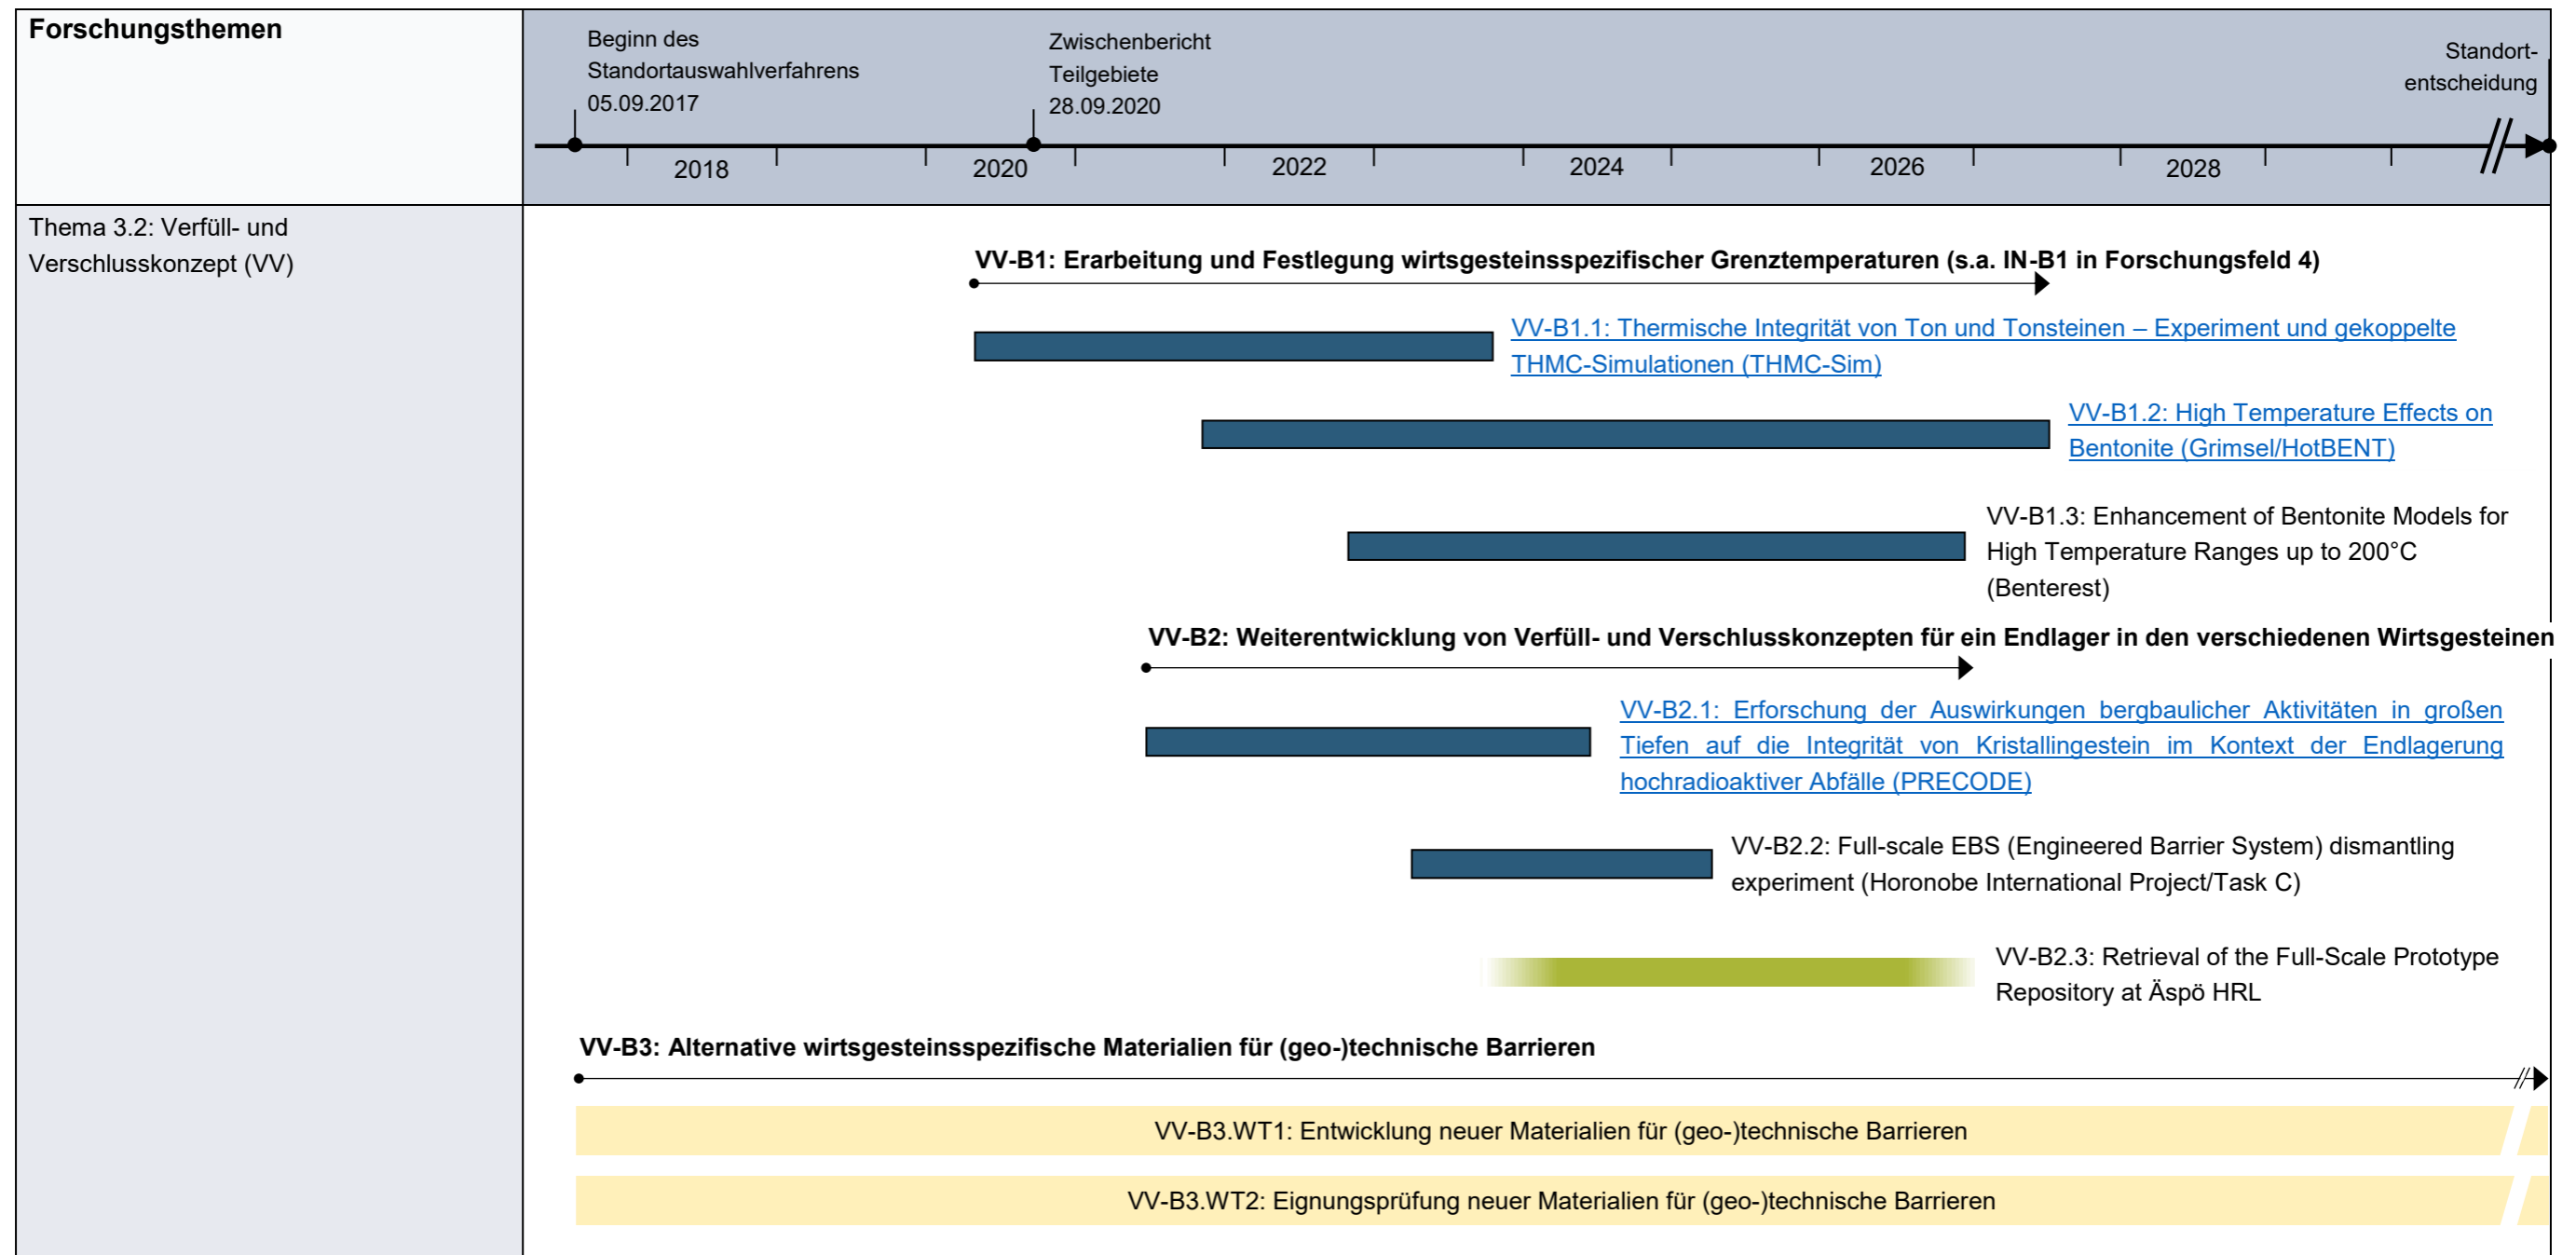 Forschungsthemen
Beginn des
Standortauswahlverfahrens
05.09.2017
Zwischenbericht
Teilgebiete
28.09.2020
Standort-
entscheidung
2018
2020
2022
2024
2026
2028
Thema 3.2: Verfüll- und
Verschlusskonzept (VV)
VV-B1: Erarbeitung und Festlegung wirtsgesteinsspezifischer Grenztemperaturen (s.a. IN-B1 in Forschungsfeld 4)
VV-B1.1: Thermische Integrität von Ton und Tonsteinen – Experiment und gekoppelte
THMC-Simulationen (THMC-Sim)
VV-B1.2: High Temperature Effects on
Bentonite (Grimsel/HotBENT)
VV-B1.3: Enhancement of Bentonite Models for
High Temperature Ranges up to 200°C
(Benterest)
VV-B2: Weiterentwicklung von Verfüll- und Verschlusskonzepten für ein Endlager in den verschiedenen Wirtsgesteinen
VV-B2.1: Erforschung der Auswirkungen bergbaulicher Aktivitäten in großen
Tiefen auf die Integrität von Kristallingestein im Kontext der Endlagerung
hochradioaktiver Abfälle (PRECODE)
VV-B2.2: Full-scale EBS (Engineered Barrier System) dismantling
experiment (Horonobe International Project/Task C)
VV-B2.3: Retrieval of the Full-Scale Prototype
Repository at Äspö HRL
VV-B3: Alternative wirtsgesteinsspezifische Materialien für (geo-)technische Barrieren
VV-B3.WT1: Entwicklung neuer Materialien für (geo-)technische Barrieren
VV-B3.WT2: Eignungsprüfung neuer Materialien für (geo-)technische Barrieren